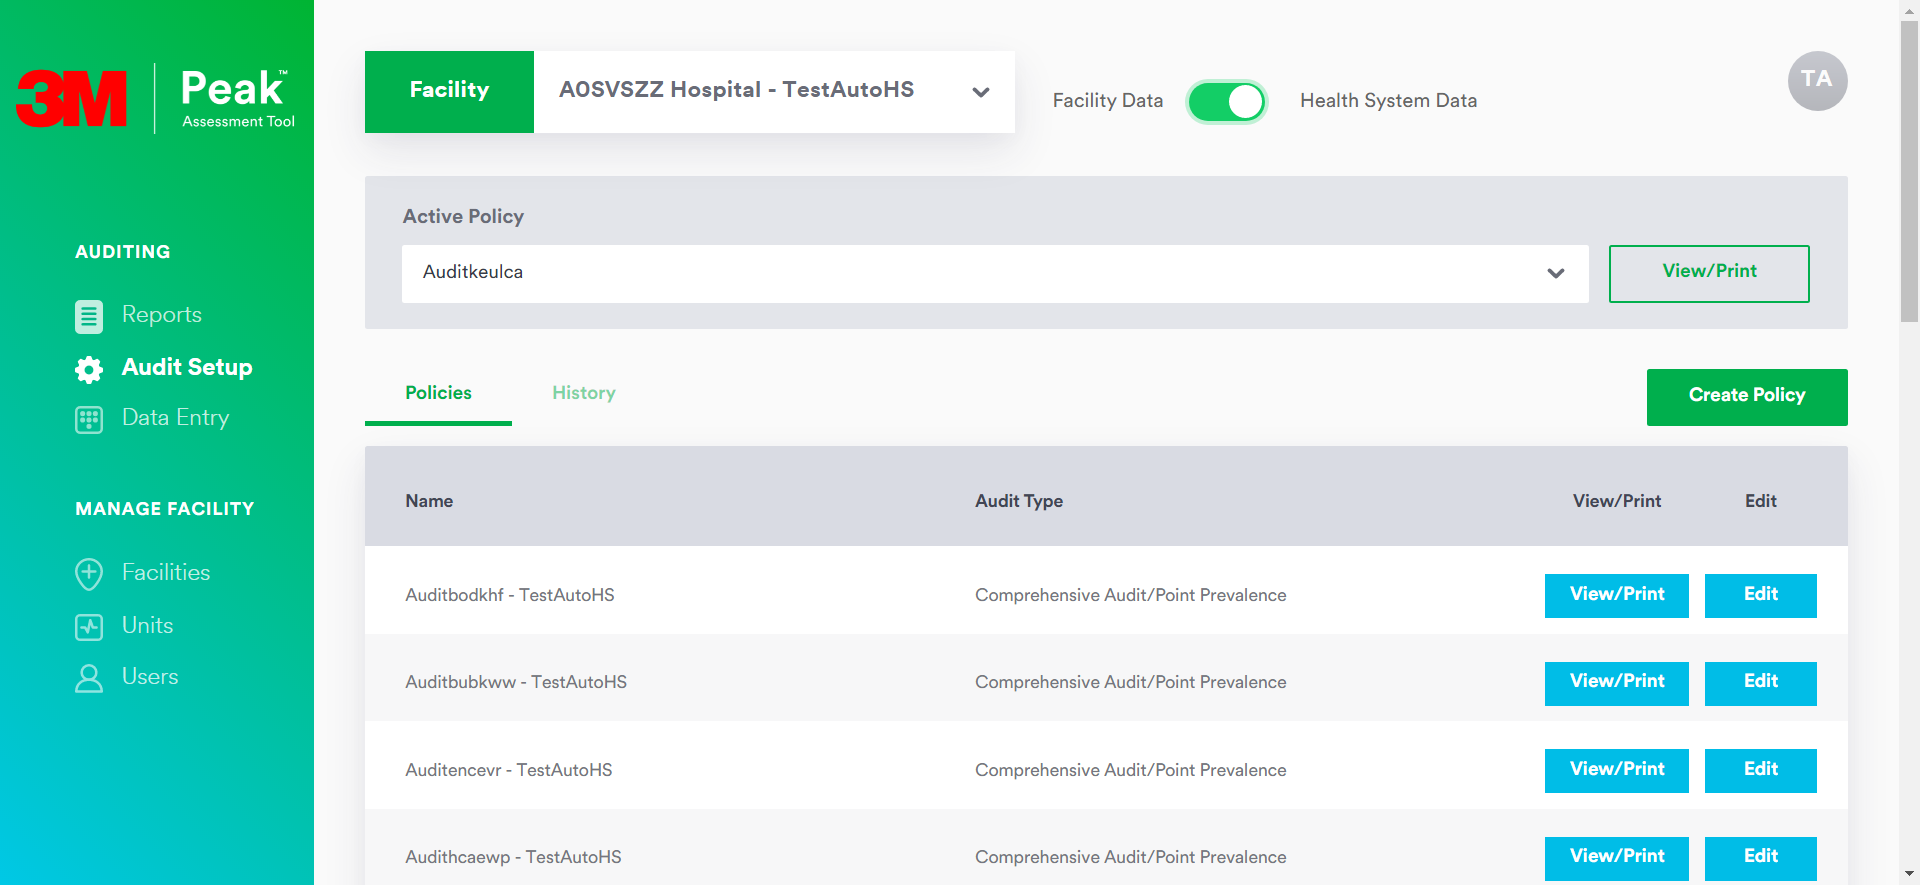 3M
Peak™
Assessment Tool
AUDITING
Reports
Audit Setup
Data Entry
MANAGE FACILITY
Facilities
Units
Users
Facility
A0SVSZZ Hospital - TestAutoHS
Facility Data
Health System Data
TA
Active Policy
Auditkeulca
View/Print
Policies
History
Create Policy
Name Audit Type View/Print Edit
Auditbodkhf - TestAutoHS Comprehensive Audit/Point Prevalence View/Print Edit
Auditbubkww - TestAutoHS Comprehensive Audit/Point Prevalence View/Print Edit
Auditencevr - TestAutoHS Comprehensive Audit/Point Prevalence View/Print Edit
Audithcaewp - TestAutoHS Comprehensive Audit/Point Prevalence View/Print Edit